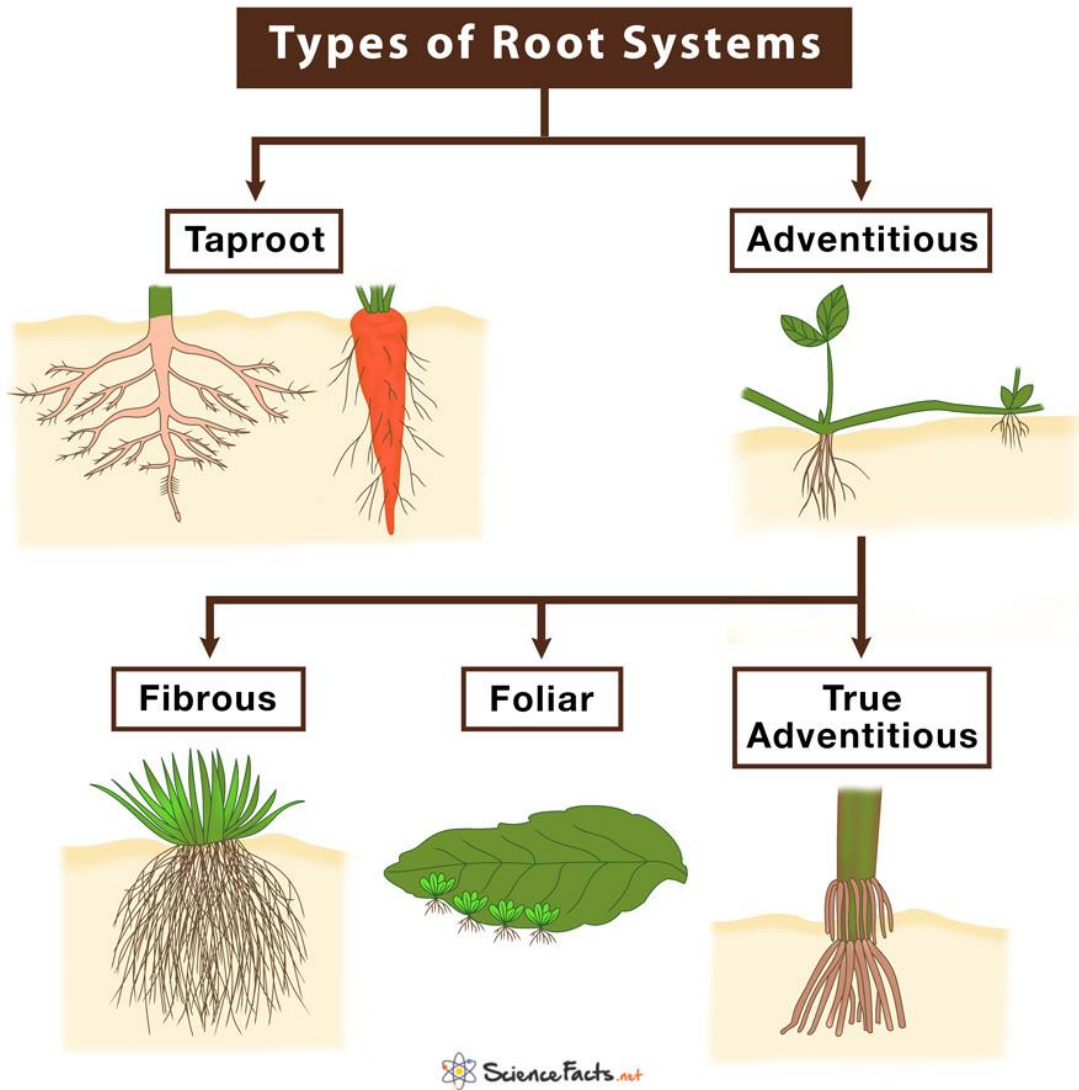 Types of Root Systems
Taproot
Adventitious
Fibrous
Foliar
True
Adventitious
ScienceFacts.net